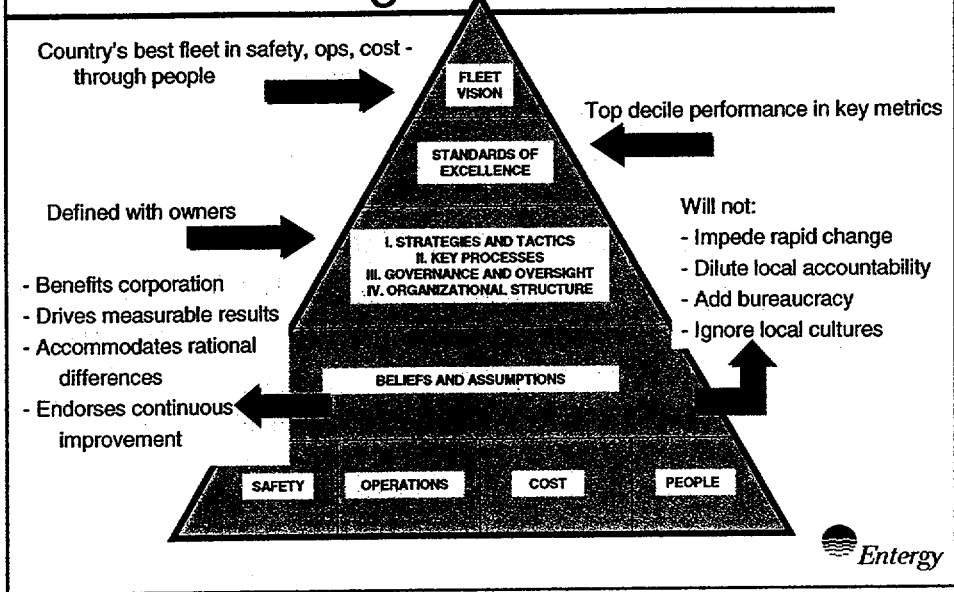 Country's best fleet in safety, ops, cost -
through people
FLEET
VISION
Top decile performance in key metrics
STANDARDS OF
EXCELLENCE
Defined with owners
I. STRATEGIES AND TACTICS
II. KEY PROCESSES
III. GOVERNANCE AND OVERSIGHT
IV. ORGANIZATIONAL STRUCTURE
Will not:
- Impede rapid change
- Dilute local accountability
- Add bureaucracy
- Ignore local cultures
- Benefits corporation
- Drives measurable results
- Accommodates rational
differences
- Endorses continuous
improvement
BELIEFS AND ASSUMPTIONS
SAFETY
OPERATIONS
COST
PEOPLE
Entergy